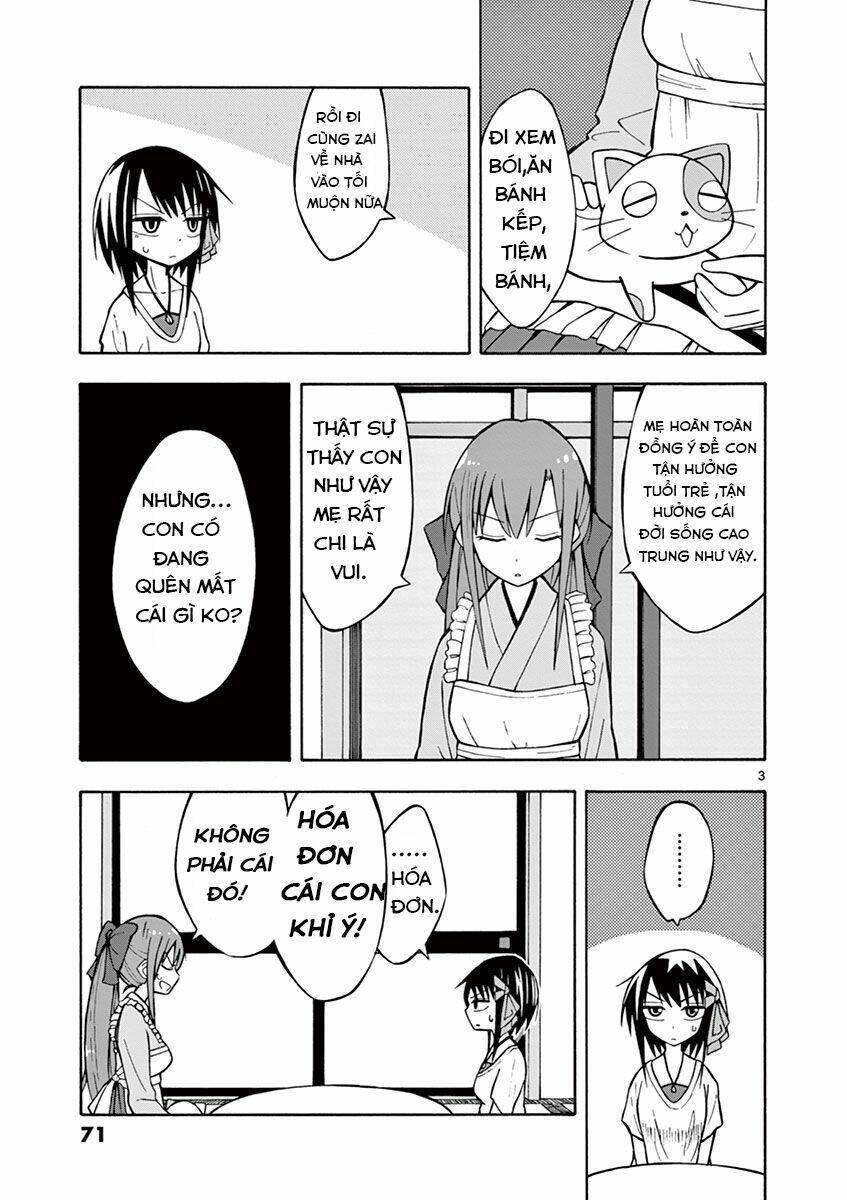 ĐI XEM
BÓI,ĂN
BÁNH
KẾP,
TIỆM
BÁNH,
RỒI ĐI
CÙNG ZAI
VỀ NHÀ
VÀO TỐI
MUỘN NỮA
MẸ HOÀN TOÀN
ĐỒNG Ý ĐỂ CON
TẬN HƯỞNG
TUỔI TRẺ ,TẬN
HƯỞNG CÁI
ĐỜI SỐNG CAO
TRUNG NHƯ VẬY.
THẬT SỰ
THẤY CON
NHƯ VẬY
MẸ RẤT
CHI LÀ
VUI.
NHƯNG...
CON CÓ
ĐANG
QUÊN MẤT
CÁI GÌ KO?
3
........
.....
HÓA
ĐƠN.
HÓA
ĐƠN
CÁI CON
KHỈ Ý!
KHÔNG
PHẢI CÁI
ĐÓ!
71